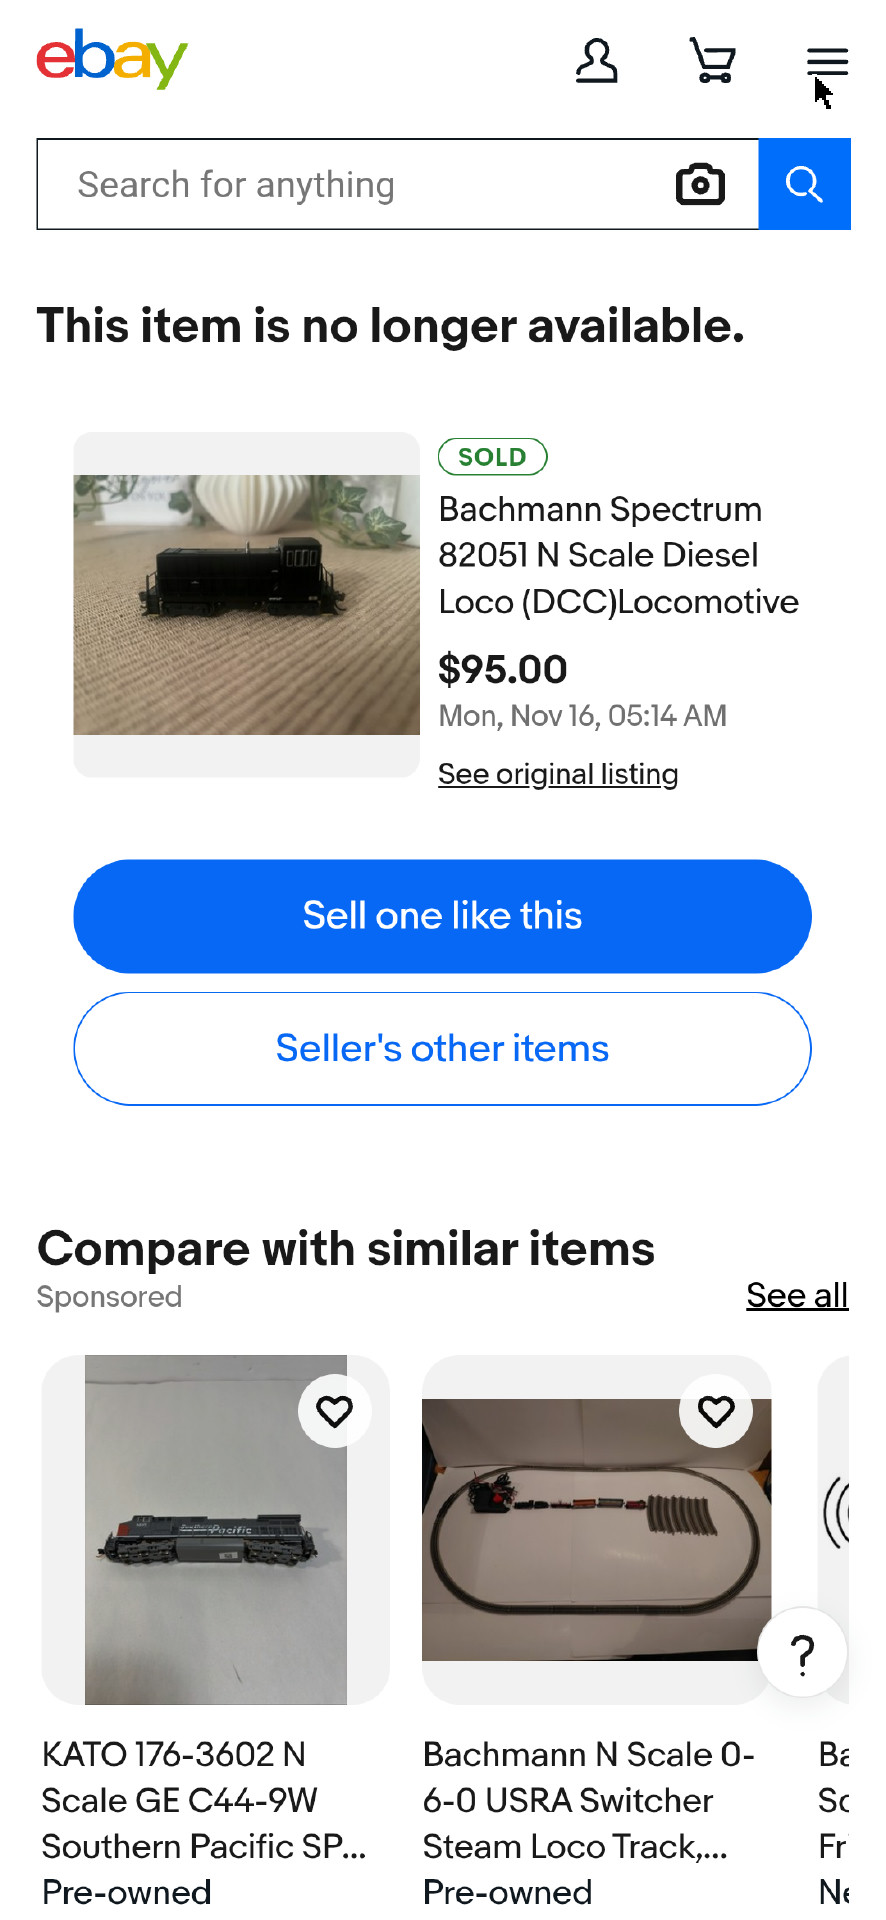 ebay
Search for anything
This item is no longer available.
SOLD
Bachmann Spectrum
82051 N Scale Diesel
Loco (DCC)Locomotive
$95.00
Mon, Nov 16, 05:14 AM
See original listing
Sell one like this
Seller's other items
Compare with similar items
Sponsored
See all
Southern Pacific
?
KATO 176-3602 N
Scale GE C44-9W
Southern Pacific SP...
Pre-owned
Bachmann N Scale 0-
6-0 USRA Switcher
Steam Loco Track,...
Pre-owned